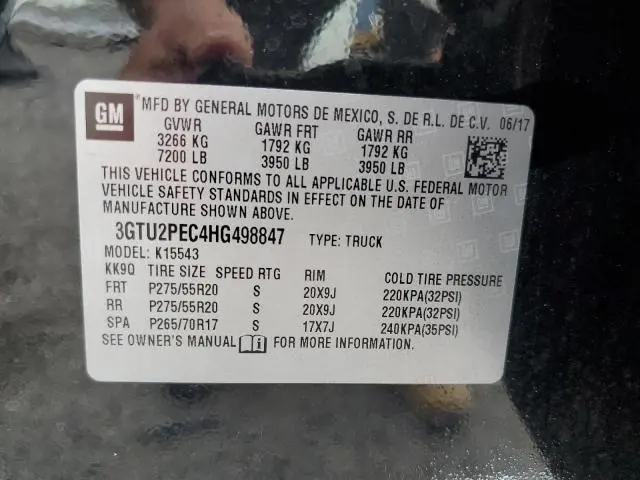 GM *MFD BY GENERAL MOTORS DE MEXICO, S. DE R.L. DE C.V. 06/17
GVWR GAWR FRT GAWR RR
3266 KG 1792 KG 1792 KG
7200 LB 3950 LB 3950 LB
THIS VEHICLE CONFORMS TO ALL APPLICABLE U.S. FEDERAL MOTOR
VEHICLE SAFETY STANDARDS IN EFFECT ON THE DATE OF
MANUFACTURE SHOWN ABOVE.
3GTU2PEC4HG498847 TYPE: TRUCK
MODEL: K15543
KK9Q TIRE SIZE SPEED RTG RIM COLD TIRE PRESSURE
FRT P275/55R20 S 20X9J 220KPA(32PSI)
RR P275/55R20 S 20X9J 220KPA(32PSI)
SPA P265/70R17 S 17X7J 240KPA(35PSI)
SEE OWNER'S MANUAL FOR MORE INFORMATION.